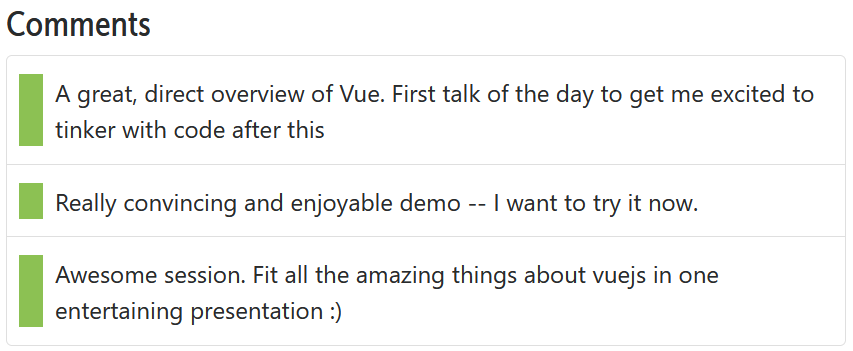 Comments
A great, direct overview of Vue. First talk of the day to get me excited to
tinker with code after this
Really convincing and enjoyable demo -- I want to try it now.
Awesome session. Fit all the amazing things about vuejs in one
entertaining presentation :)